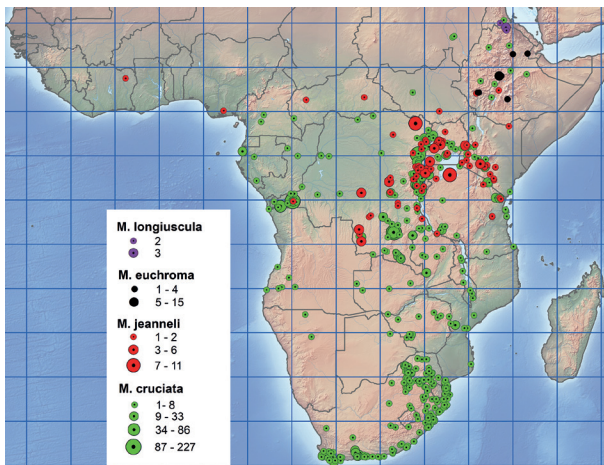 M. longiuscula
2
3
M. euchroma
1 - 4
5 - 15
M. jeanneli
1 - 2
3 - 6
7 - 11
M. cruciata
1 - 8
9 - 33
34 - 86
87 - 227